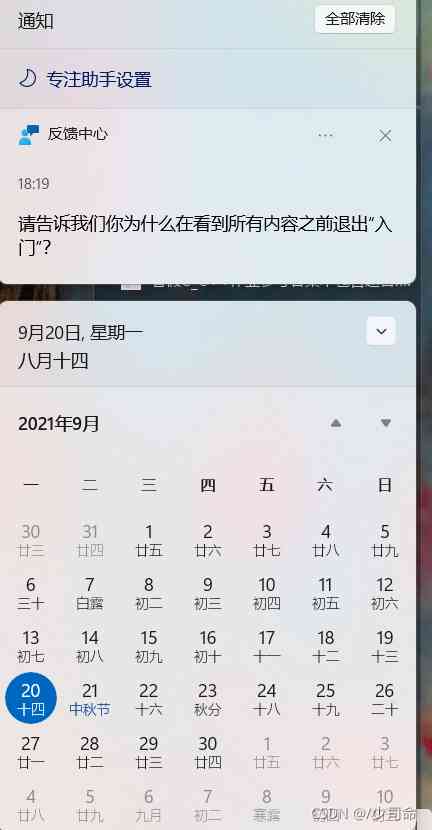 通知 全部清除
专注助手设置
反馈中心
18:19
请告诉我们你为什么在看到所有内容之前退出“入
门”?
9月20日, 星期一
八月十四
2021年9月
一 二 三 四 五 六 日
30 31 1 2 3 4 5
廿三 廿四 廿五 廿六 廿七 廿八 廿九
6 7 8 9 10 11 12
三十 白露 初二 初三 初四 初五 初六
13 14 15 16 17 18 19
初七 初八 初九 初十 十一 十二 十三
20 21 22 23 24 25 26
十四 中秋节 十六 秋分 十八 十九 二十
27 28 29 30 1 2 3
廿一 廿二 廿三 廿四 廿五 廿六 廿七
4 5 6 7 8 9 10
廿八 廿九 九月 初二 寒露
CSDN @少哥命